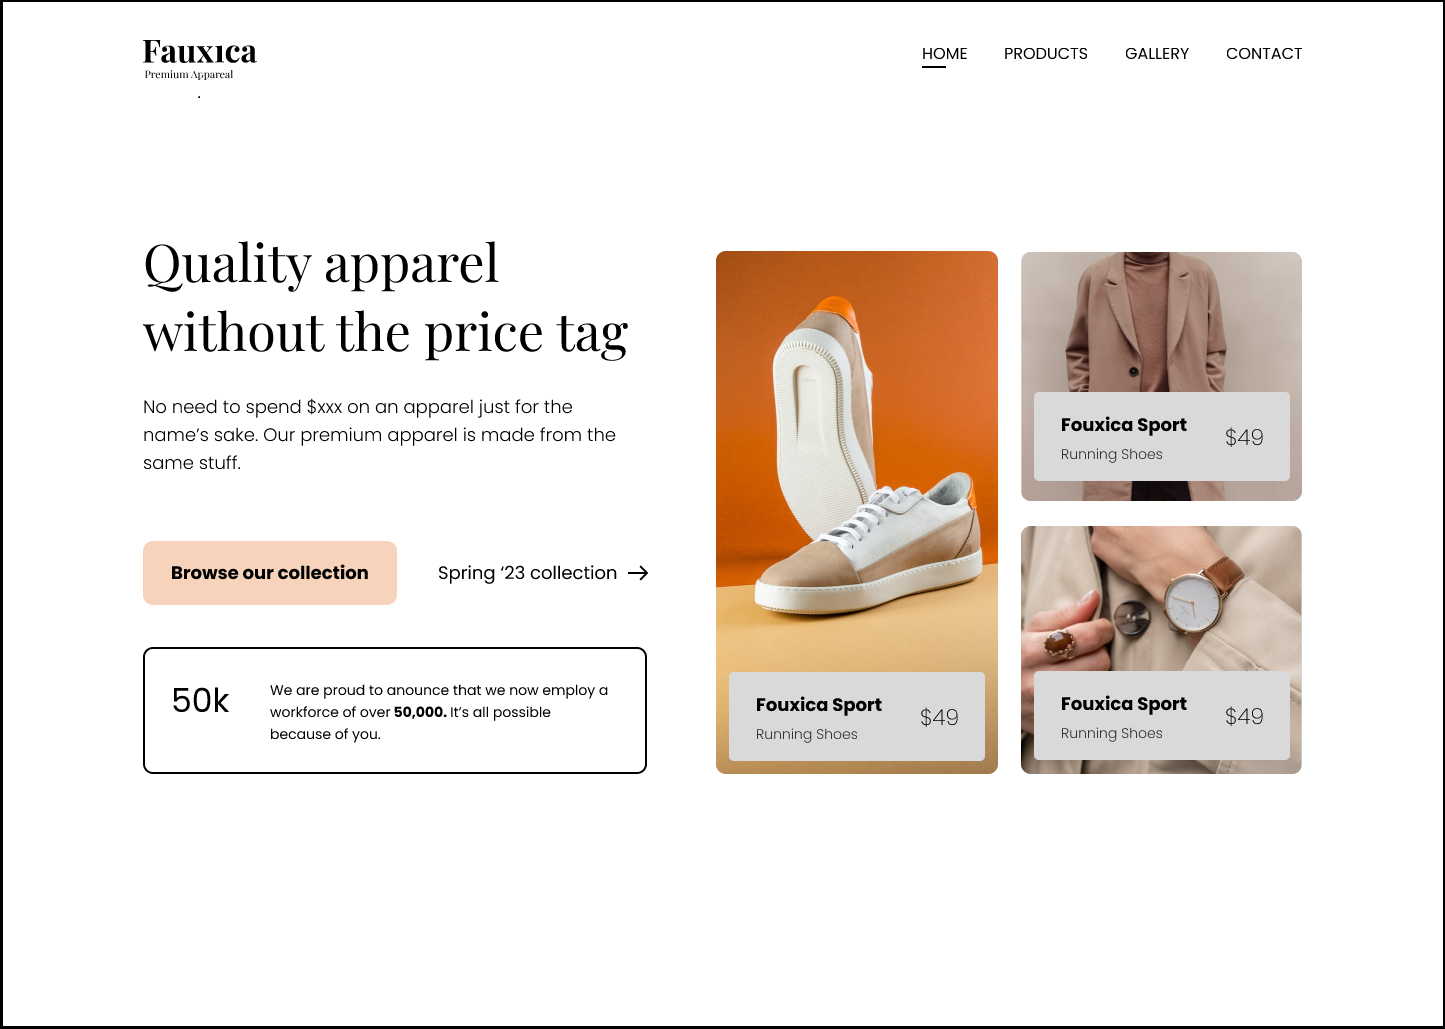 Fauxıca
Premium Appareal
HOME PRODUCTS GALLERY CONTACT
Quality apparel
without the price tag
No need to spend $xxx on an apparel just for the
name’s sake. Our premium apparel is made from the
same stuff.
Browse our collection
Spring ‘23 collection →
50k
We are proud to anounce that we now employ a
workforce of over 50,000. It’s all possible
because of you.
Fouxica Sport
Running Shoes
$49
Fouxica Sport
Running Shoes
$49
Fouxica Sport
Running Shoes
$49